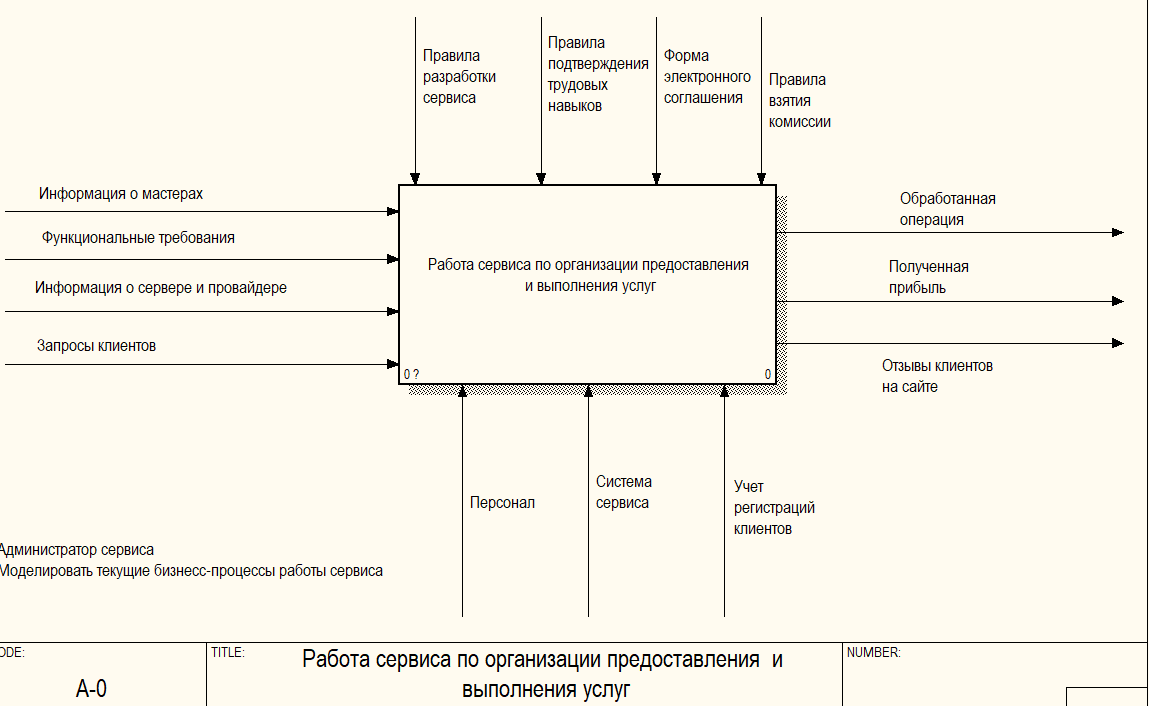 Правила
разработки
сервиса
Правила
подтверждения
трудовых
навыков
Форма
электронного
соглашения
Правила
взятия
комиссии
Информация о мастерах
Функциональные требования
Информация о сервере и провайдере
Запросы клиентов
Работа сервиса по организации предоставления
и выполнения услуг
0 ?
0
Обработанная
операция
Полученная
прибыль
Отзывы клиентов
на сайте
Персонал
Система
сервиса
Учет
регистраций
клиентов
Администратор сервиса
Моделировать текущие бизнесс-процессы работы сервиса
ODE:
A-0
TITLE:
Работа сервиса по организации предоставления и
выполнения услуг
NUMBER: